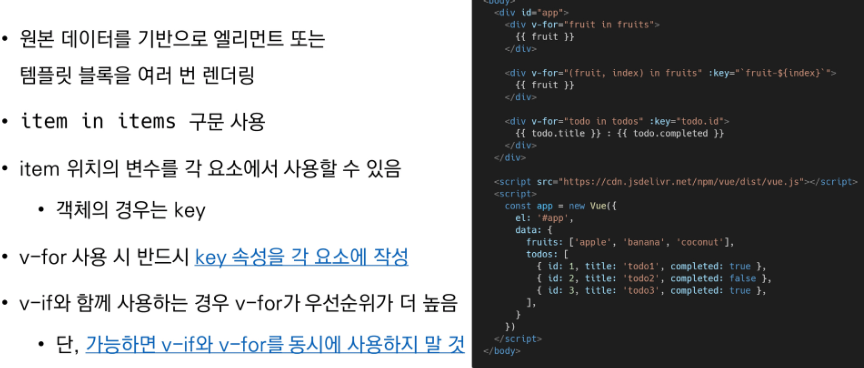 • 원본 데이터를 기반으로 엘리먼트 또는
템플릿 블록을 여러 번 렌더링
• item in items 구문 사용
• item 위치의 변수를 각 요소에서 사용할 수 있음
• 객체의 경우는 key
• v-for 사용 시 반드시 key 속성을 각 요소에 작성
• v-if와 함께 사용하는 경우 v-for가 우선순위가 더 높음
• 단, 가능하면 v-if와 v-for를 동시에 사용하지 말 것
<body>
<div id="app">
<div v-for="fruit in fruits">
{{ fruit }}
</div>
<div v-for="(fruit, index) in fruits" :key="`fruit-${index}`">
{{ fruit }}
</div>
<div v-for="todo in todos" :key="todo.id">
{{ todo.title }} : {{ todo.completed }}
</div>
</div>
<script src="https://cdn.jsdelivr.net/npm/vue/dist/vue.js"></script>
<script>
const app = new Vue({
el: '#app',
data: {
fruits: ['apple', 'banana', 'coconut'],
todos: [
{ id: 1, title: 'todo1', completed: true },
{ id: 2, title: 'todo2', completed: false },
{ id: 3, title: 'todo3', completed: true },
],
}
})
</script>
</body>